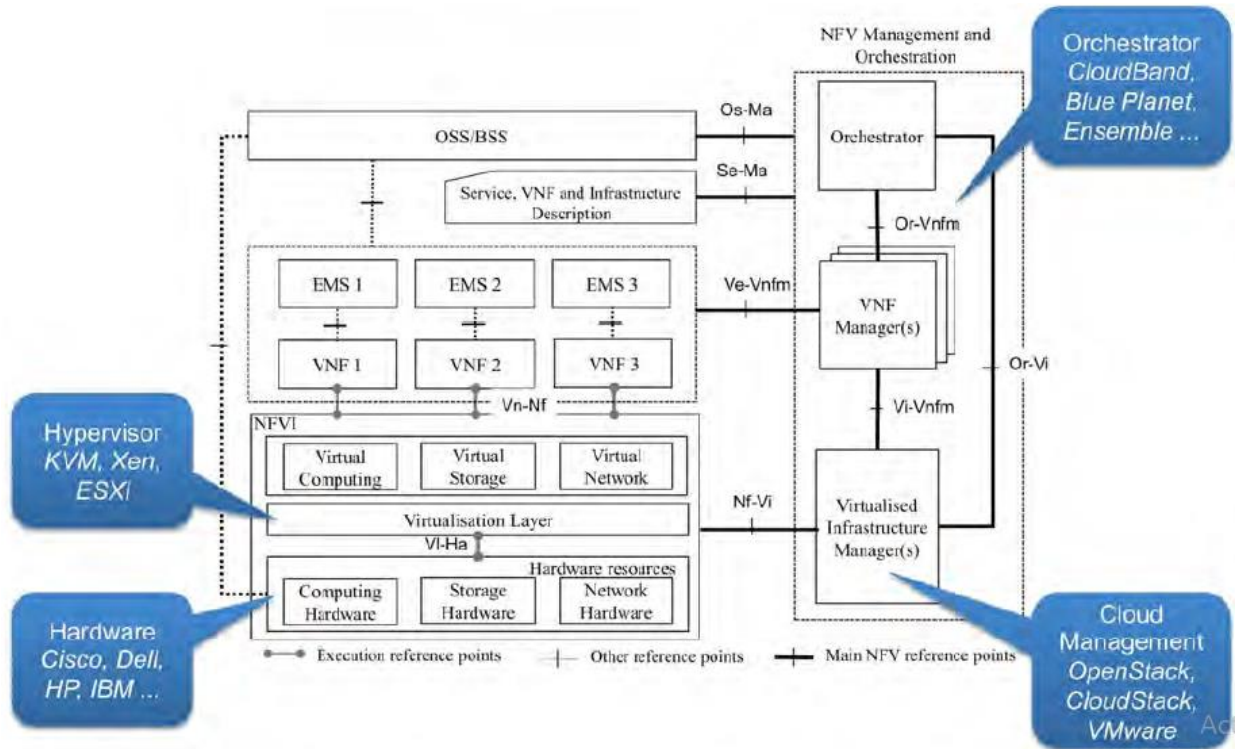 NFV Management and
Orchestration
Orchestrator
CloudBand,
Blue Planet,
Ensemble ...
OSS/BSS
Os-Ma
Orchestrator
Se-Ma
Service, VNF and Infrastructure
Description
Or-Vnfm
EMS 1
EMS 2
EMS 3
Ve-Vnfm
VNF
Manager(s)
VNF 1
VNF 2
VNF 3
Or-Vi
Vn-Nf
Vi-Vnfm
NFVI
Hypervisor
KVM, Xen,
ESXi
Virtual
Computing
Virtual
Storage
Virtual
Network
Virtualisation Layer
Nf-Vi
Virtualised
Infrastructure
Manager(s)
Vl-Ha
Hardware resources
Computing
Hardware
Storage
Hardware
Network
Hardware
Hardware
Cisco, Dell,
HP, IBM ...
Cloud
Management
OpenStack,
CloudStack,
VMware
Execution reference points
Other reference points
Main NFV reference points